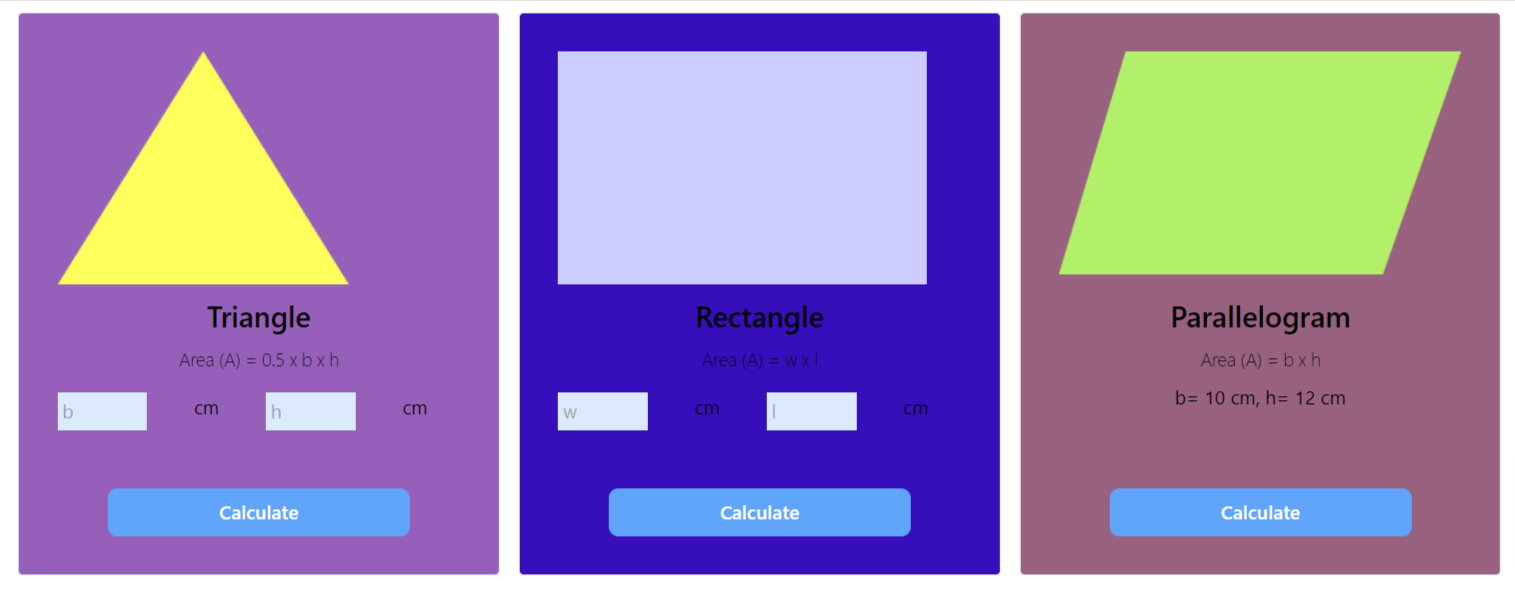 Triangle
Area (A) = 0.5 x b x h
b cm h cm
Calculate
Rectangle
Area (A) = w x l
w cm l cm
Calculate
Parallelogram
Area (A) = b x h
b= 10 cm, h= 12 cm
Calculate